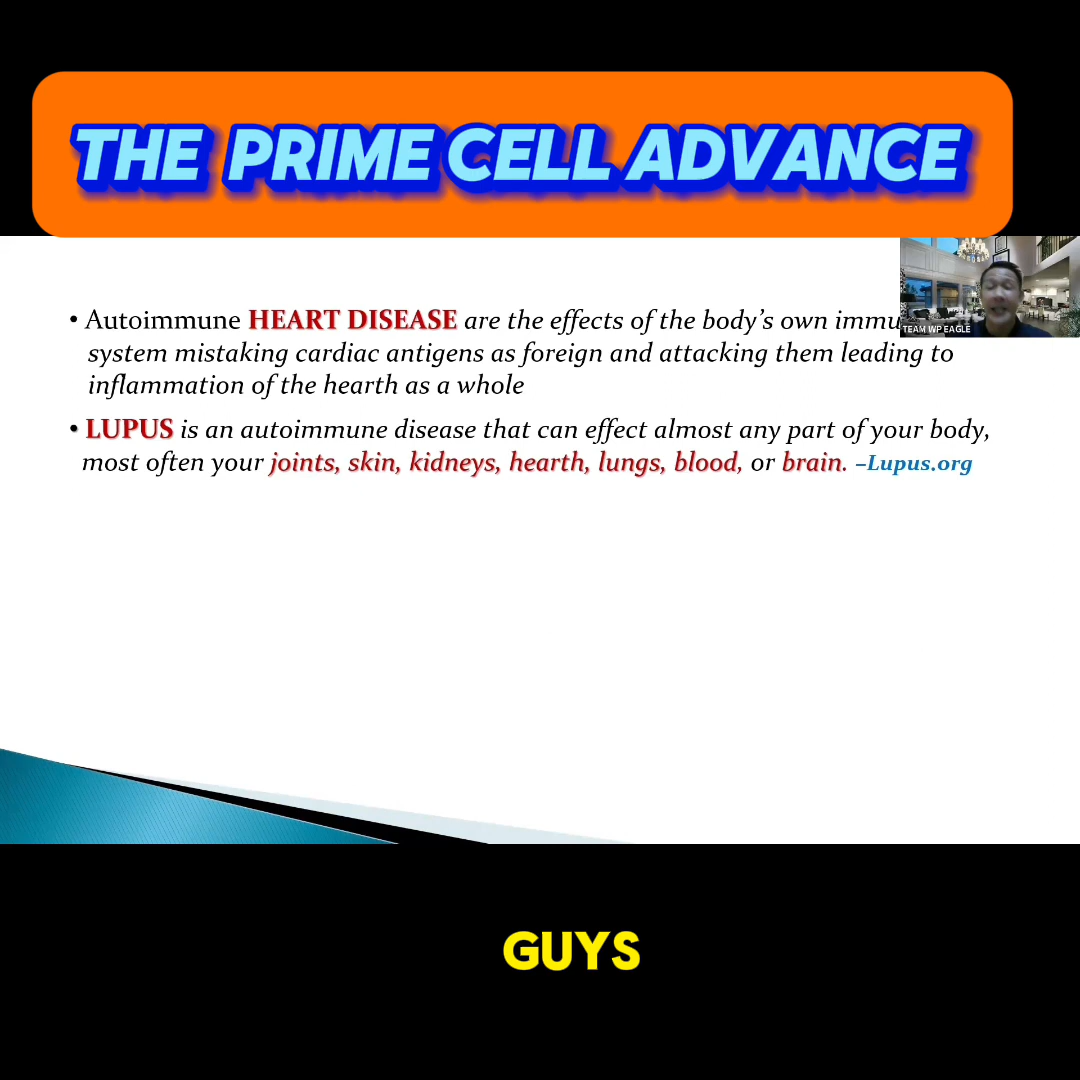 THE PRIME CELL ADVANCE
• Autoimmune HEART DISEASE are the effects of the body's own immu
TEAM WP EAGLE
system mistaking cardiac antigens as foreign and attacking them leading to
inflammation of the hearth as a whole
• LUPUS is an autoimmune disease that can effect almost any part of your body,
most often your joints, skin, kidneys, hearth, lungs, blood, or brain. –Lupus.org
GUYS